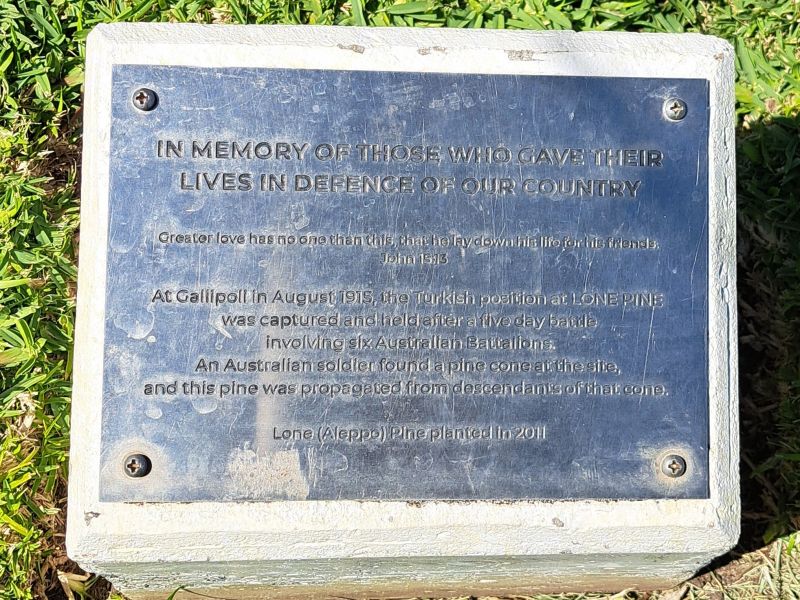 IN MEMORY OF THOSE WHO GAVE THEIR
LIVES IN DEFENCE OF OUR COUNTRY
Greater love has no one than this, that he lay down his life for his friends.
John 15:13
At Gallipoli in August 1915, the Turkish position at LONE PINE
was captured and held after a five day battle
involving six Australian Battalions.
An Australian soldier found a pine cone at the site,
and this pine was propagated from descendants of that cone.
Lone (Aleppo) Pine planted in 2011